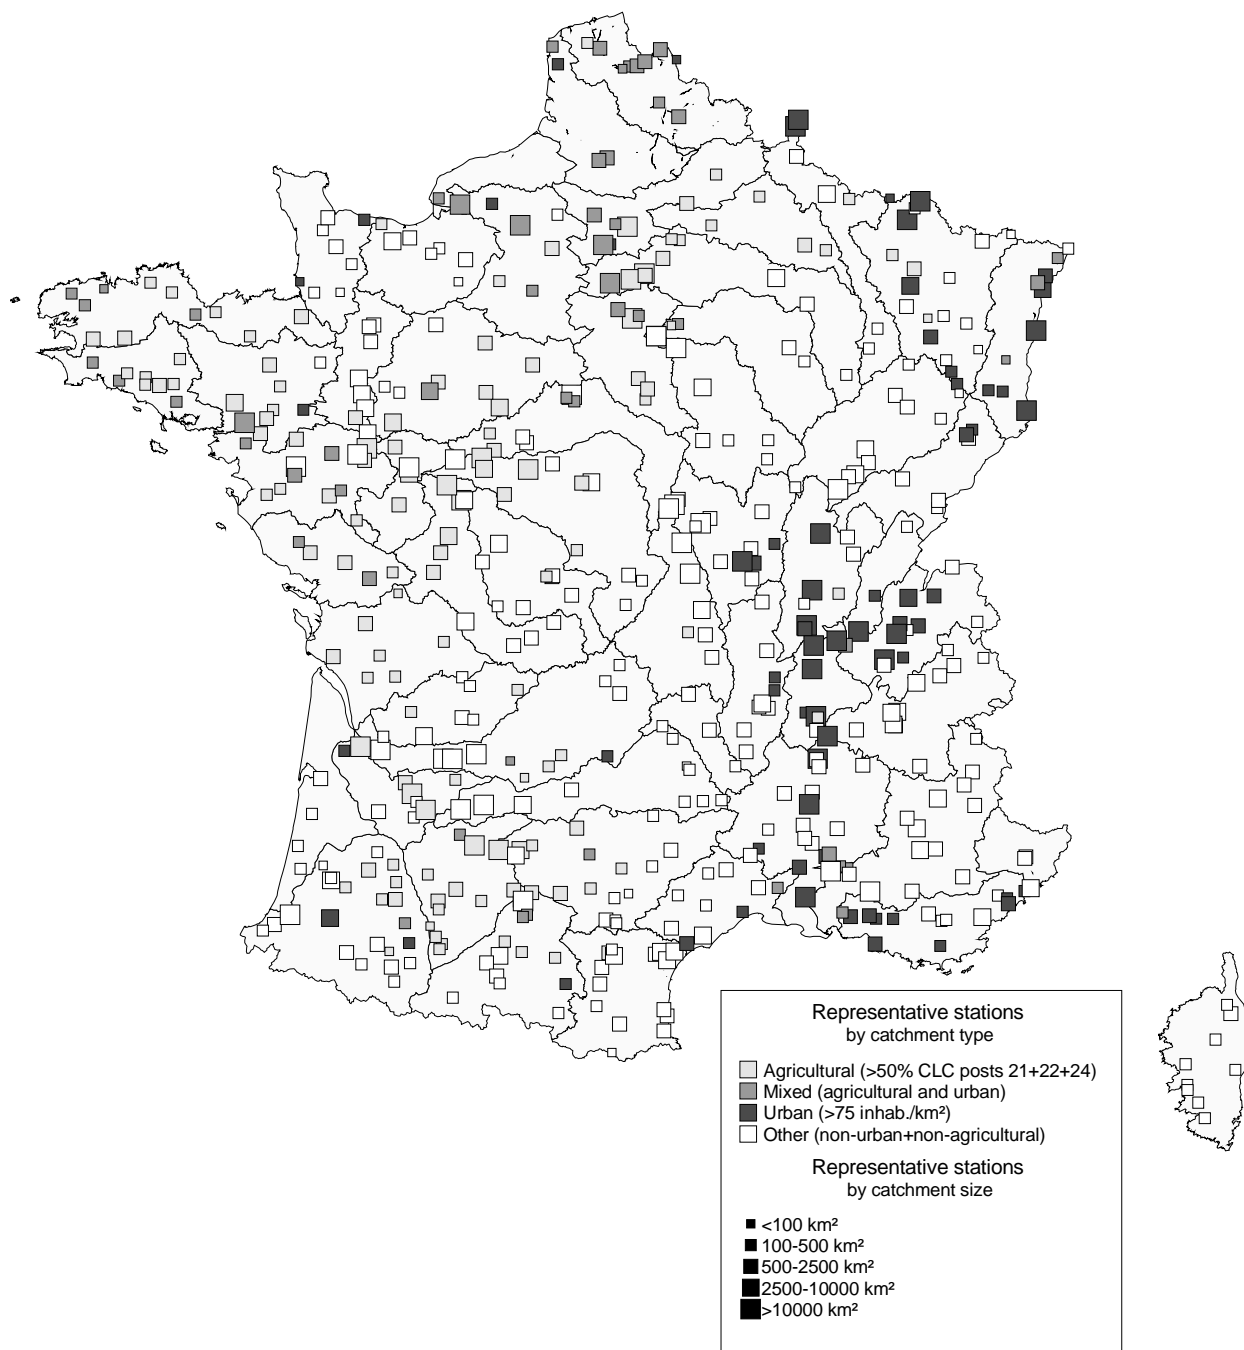 Representative stations
by catchment type
Agricultural (>50% CLC posts 21+22+24)
Mixed (agricultural and urban)
Urban (>75 inhab./km²)
Other (non-urban+non-agricultural)
Representative stations
by catchment size
<100 km²
100-500 km²
500-2500 km²
2500-10000 km²
>10000 km²